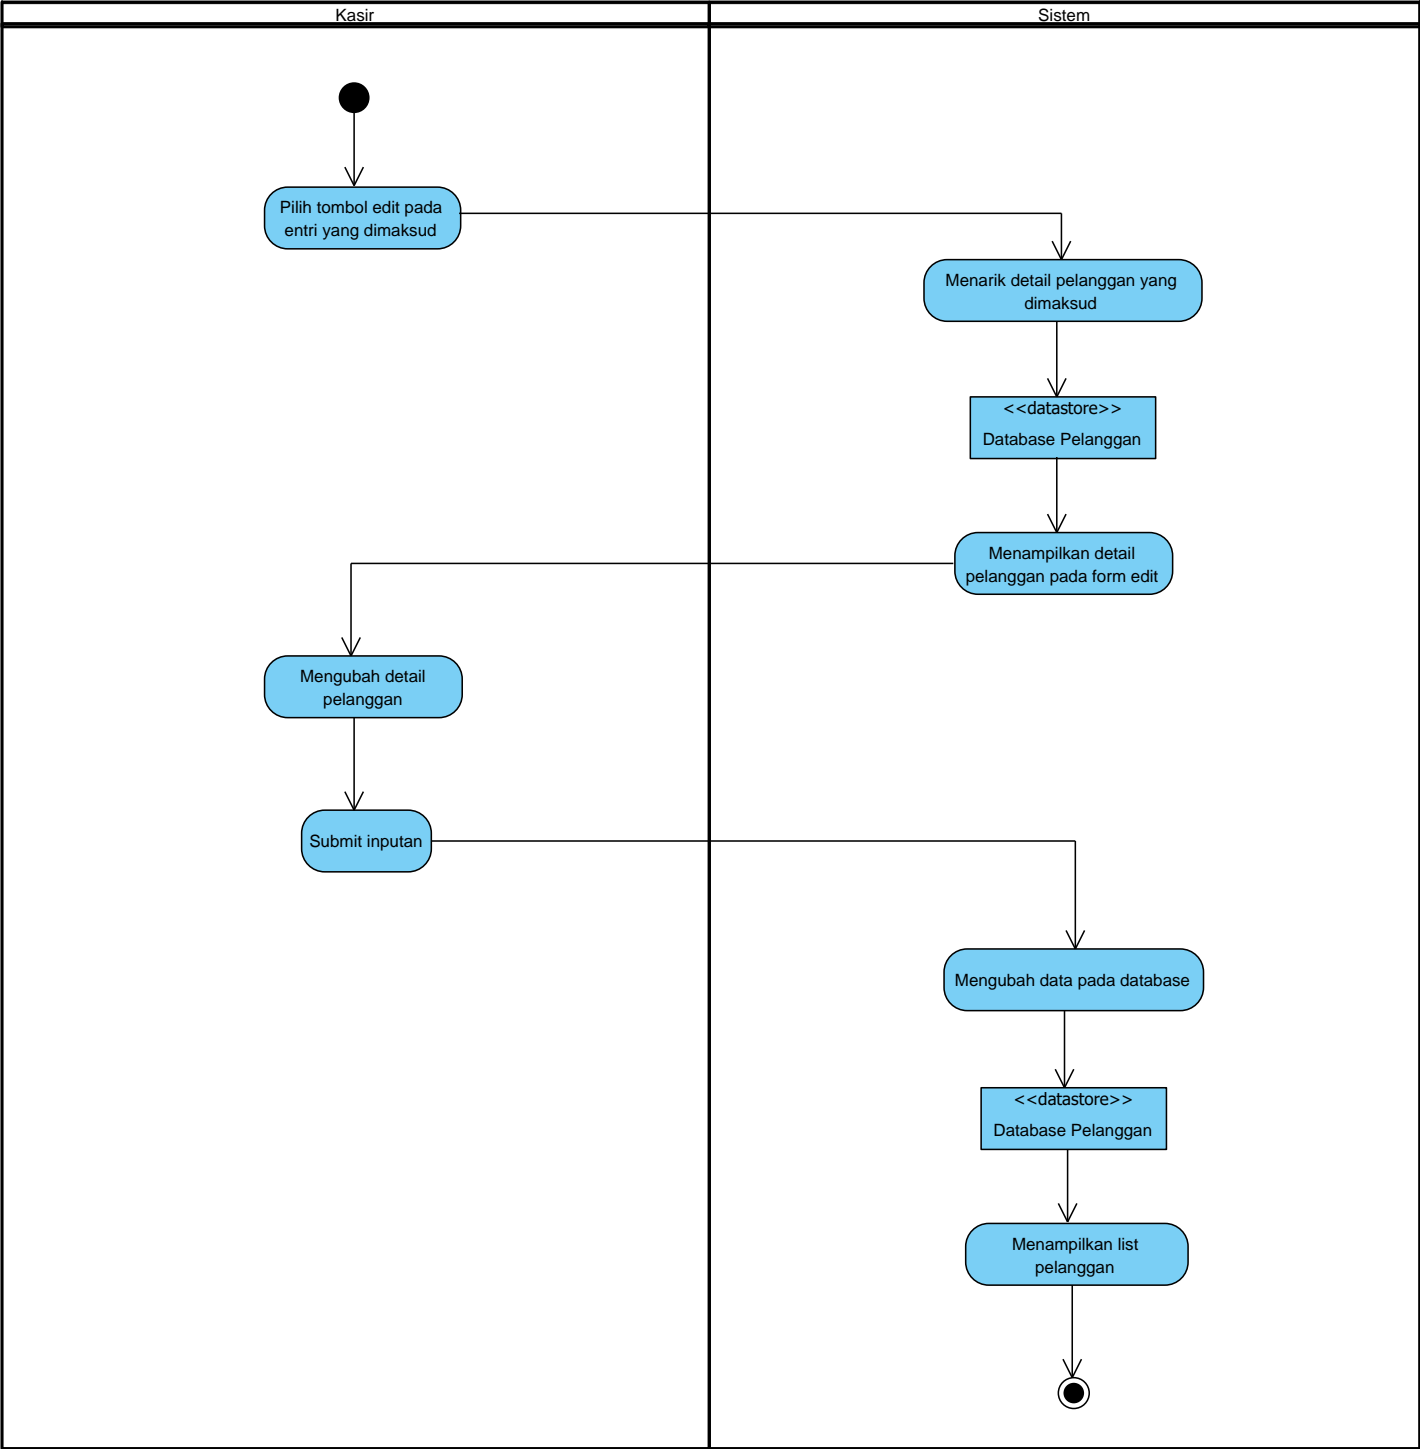 Kasir
Sistem
Pilih tombol edit pada
entri yang dimaksud
Menarik detail pelanggan yang
dimaksud
<<datastore>>
Database Pelanggan
Menampilkan detail
pelanggan pada form edit
Mengubah detail
pelanggan
Submit inputan
Mengubah data pada database
<<datastore>>
Database Pelanggan
Menampilkan list
pelanggan